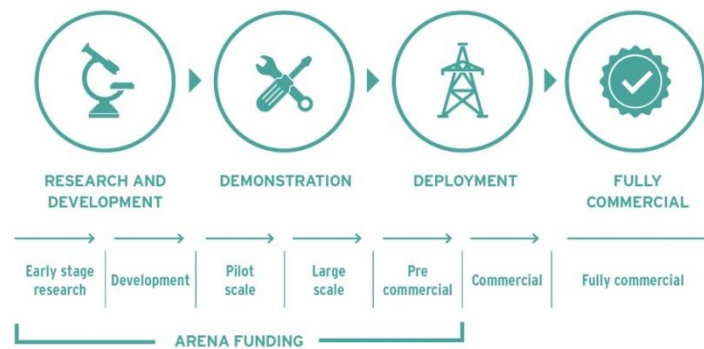 RESEARCH AND
DEVELOPMENT
DEMONSTRATION
DEPLOYMENT
FULLY
COMMERCIAL
Early stage
research
Development
Pilot
scale
Large
scale
Pre
commercial
Commercial
Fully commercial
ARENA FUNDING